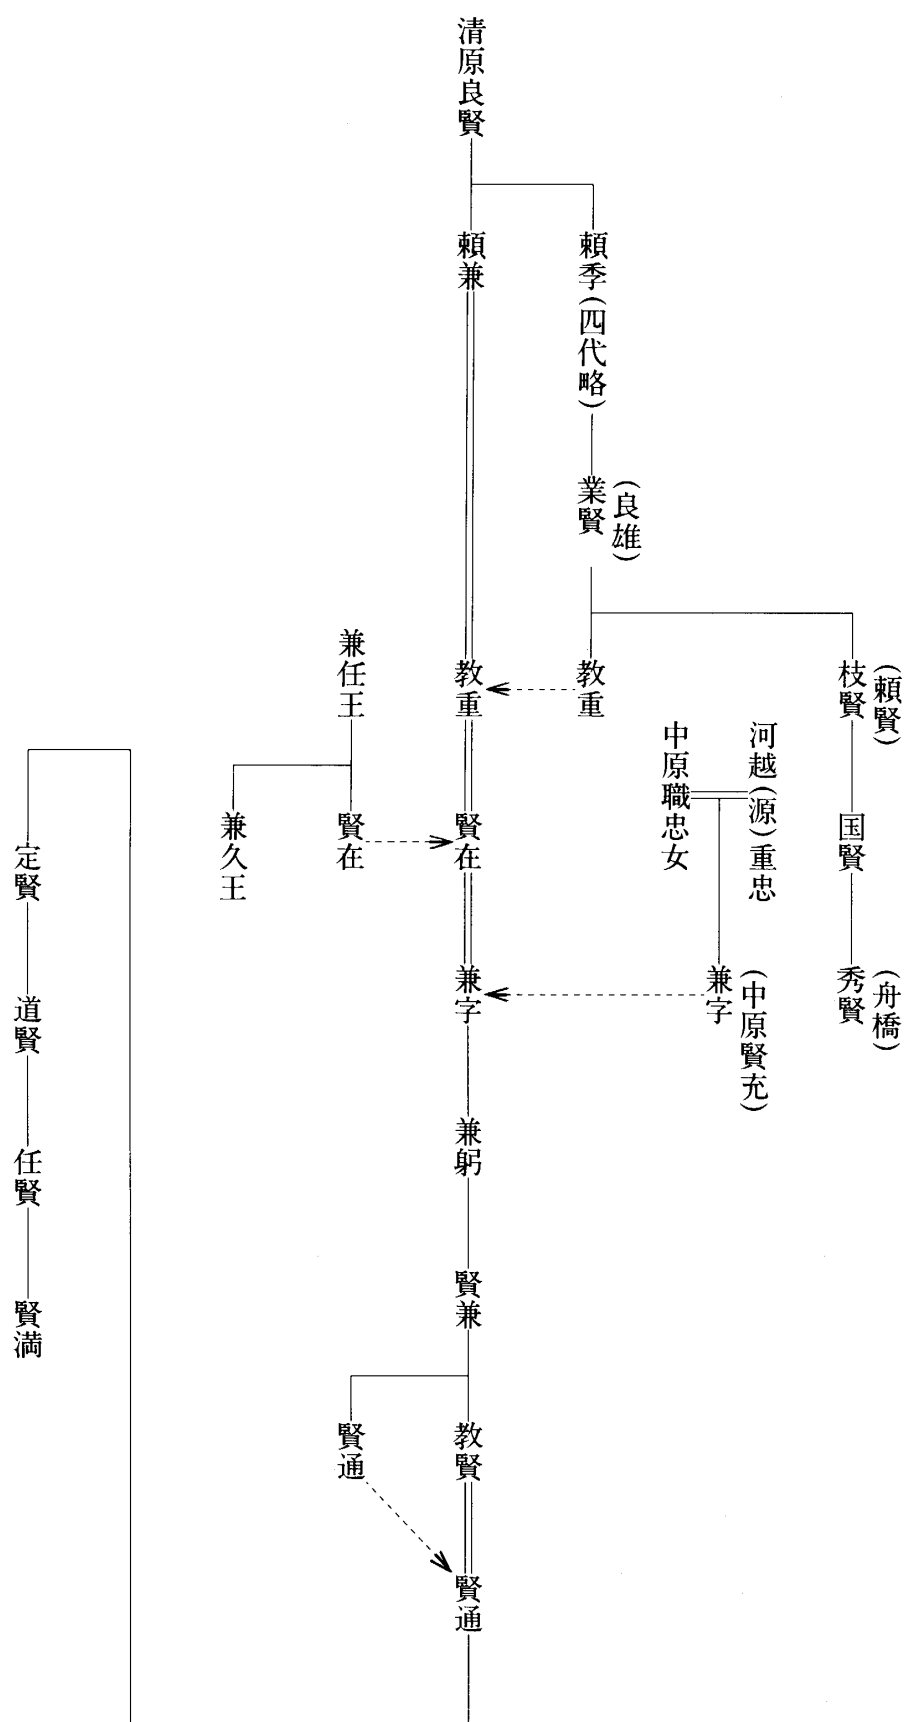 清原良賢
頼季(四代略)
頼兼
(良雄)
業賢
(頼賢)
枝賢
教重
教重
国賢
(舟橋)
秀賢
河越(源)重忠
中原職忠女
(中原賢充)
兼字
兼任王
賢在
兼久王
賢在
兼字
兼躬
賢兼
教賢
賢通
賢通
定賢
道賢
任賢
賢満